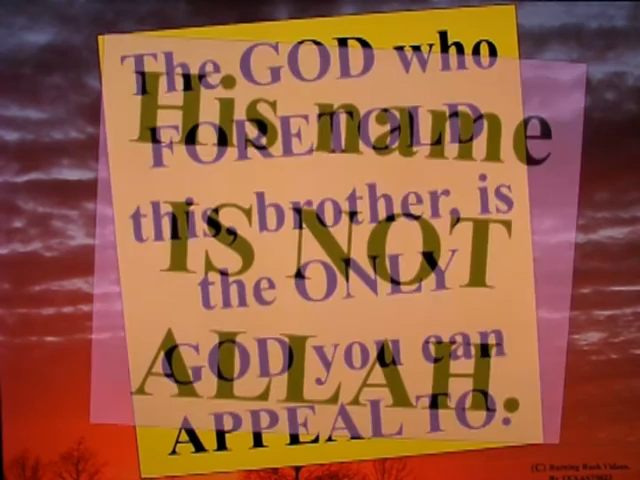 The GOD who
FORETOLD
this, brother, is
the ONLY
GOD you can
APPEAL TO:
His name
IS NOT
ALLAH.
(C) Burning Bush Videos.